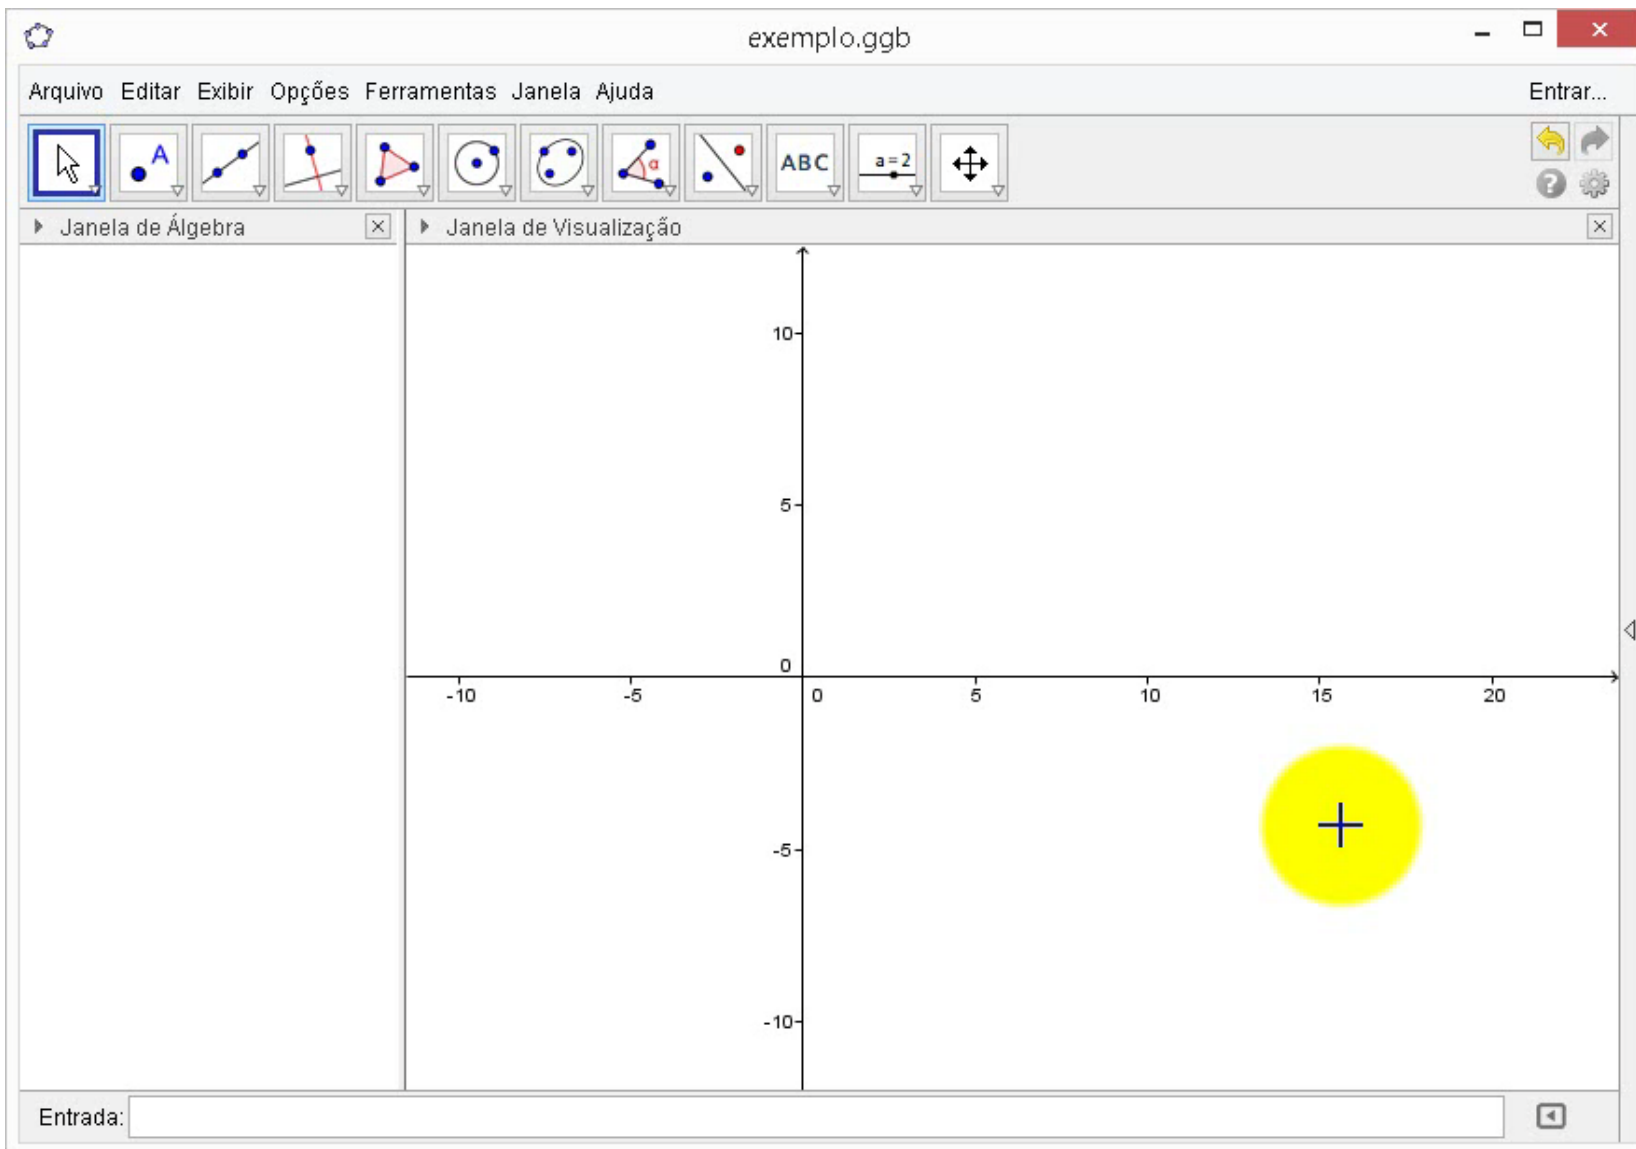 exemplo.ggb
Arquivo Editar Exibir Opções Ferramentas Janela Ajuda Entrar...
A α ABC a=2 ?
Janela de Álgebra Janela de Visualização
10
5
0
-10 -5 0 5 10 15 20
-5
-10
Entrada: